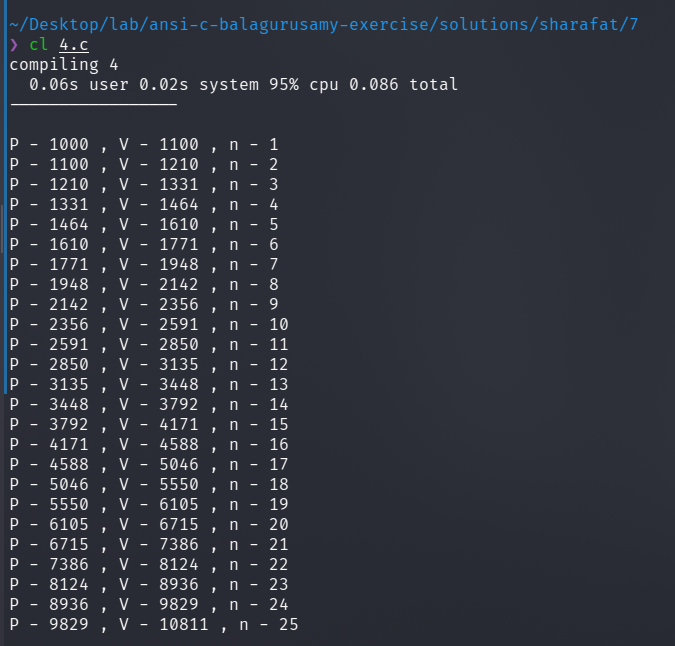 ~/Desktop/lab/ansi-c-balagurusamy-exercise/solutions/sharafat/7
❯ cl 4.c
compiling 4
  0.06s user 0.02s system 95% cpu 0.086 total
—————————————————
P - 1000 , V - 1100 , n - 1
P - 1100 , V - 1210 , n - 2
P - 1210 , V - 1331 , n - 3
P - 1331 , V - 1464 , n - 4
P - 1464 , V - 1610 , n - 5
P - 1610 , V - 1771 , n - 6
P - 1771 , V - 1948 , n - 7
P - 1948 , V - 2142 , n - 8
P - 2142 , V - 2356 , n - 9
P - 2356 , V - 2591 , n - 10
P - 2591 , V - 2850 , n - 11
P - 2850 , V - 3135 , n - 12
P - 3135 , V - 3448 , n - 13
P - 3448 , V - 3792 , n - 14
P - 3792 , V - 4171 , n - 15
P - 4171 , V - 4588 , n - 16
P - 4588 , V - 5046 , n - 17
P - 5046 , V - 5550 , n - 18
P - 5550 , V - 6105 , n - 19
P - 6105 , V - 6715 , n - 20
P - 6715 , V - 7386 , n - 21
P - 7386 , V - 8124 , n - 22
P - 8124 , V - 8936 , n - 23
P - 8936 , V - 9829 , n - 24
P - 9829 , V - 10811 , n - 25